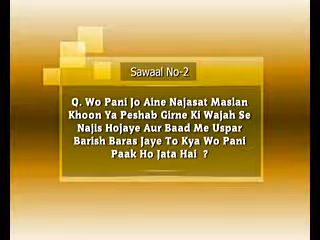 Sawaal No-2
Q. Wo Pani Jo Aine Najasat Maslan
Khoon Ya Peshab Girne Ki Wajah Se
Najis Hojaye Aur Baad Me Uspar
Barish Baras Jaye To Kya Wo Pani
Paak Ho Jata Hai ?